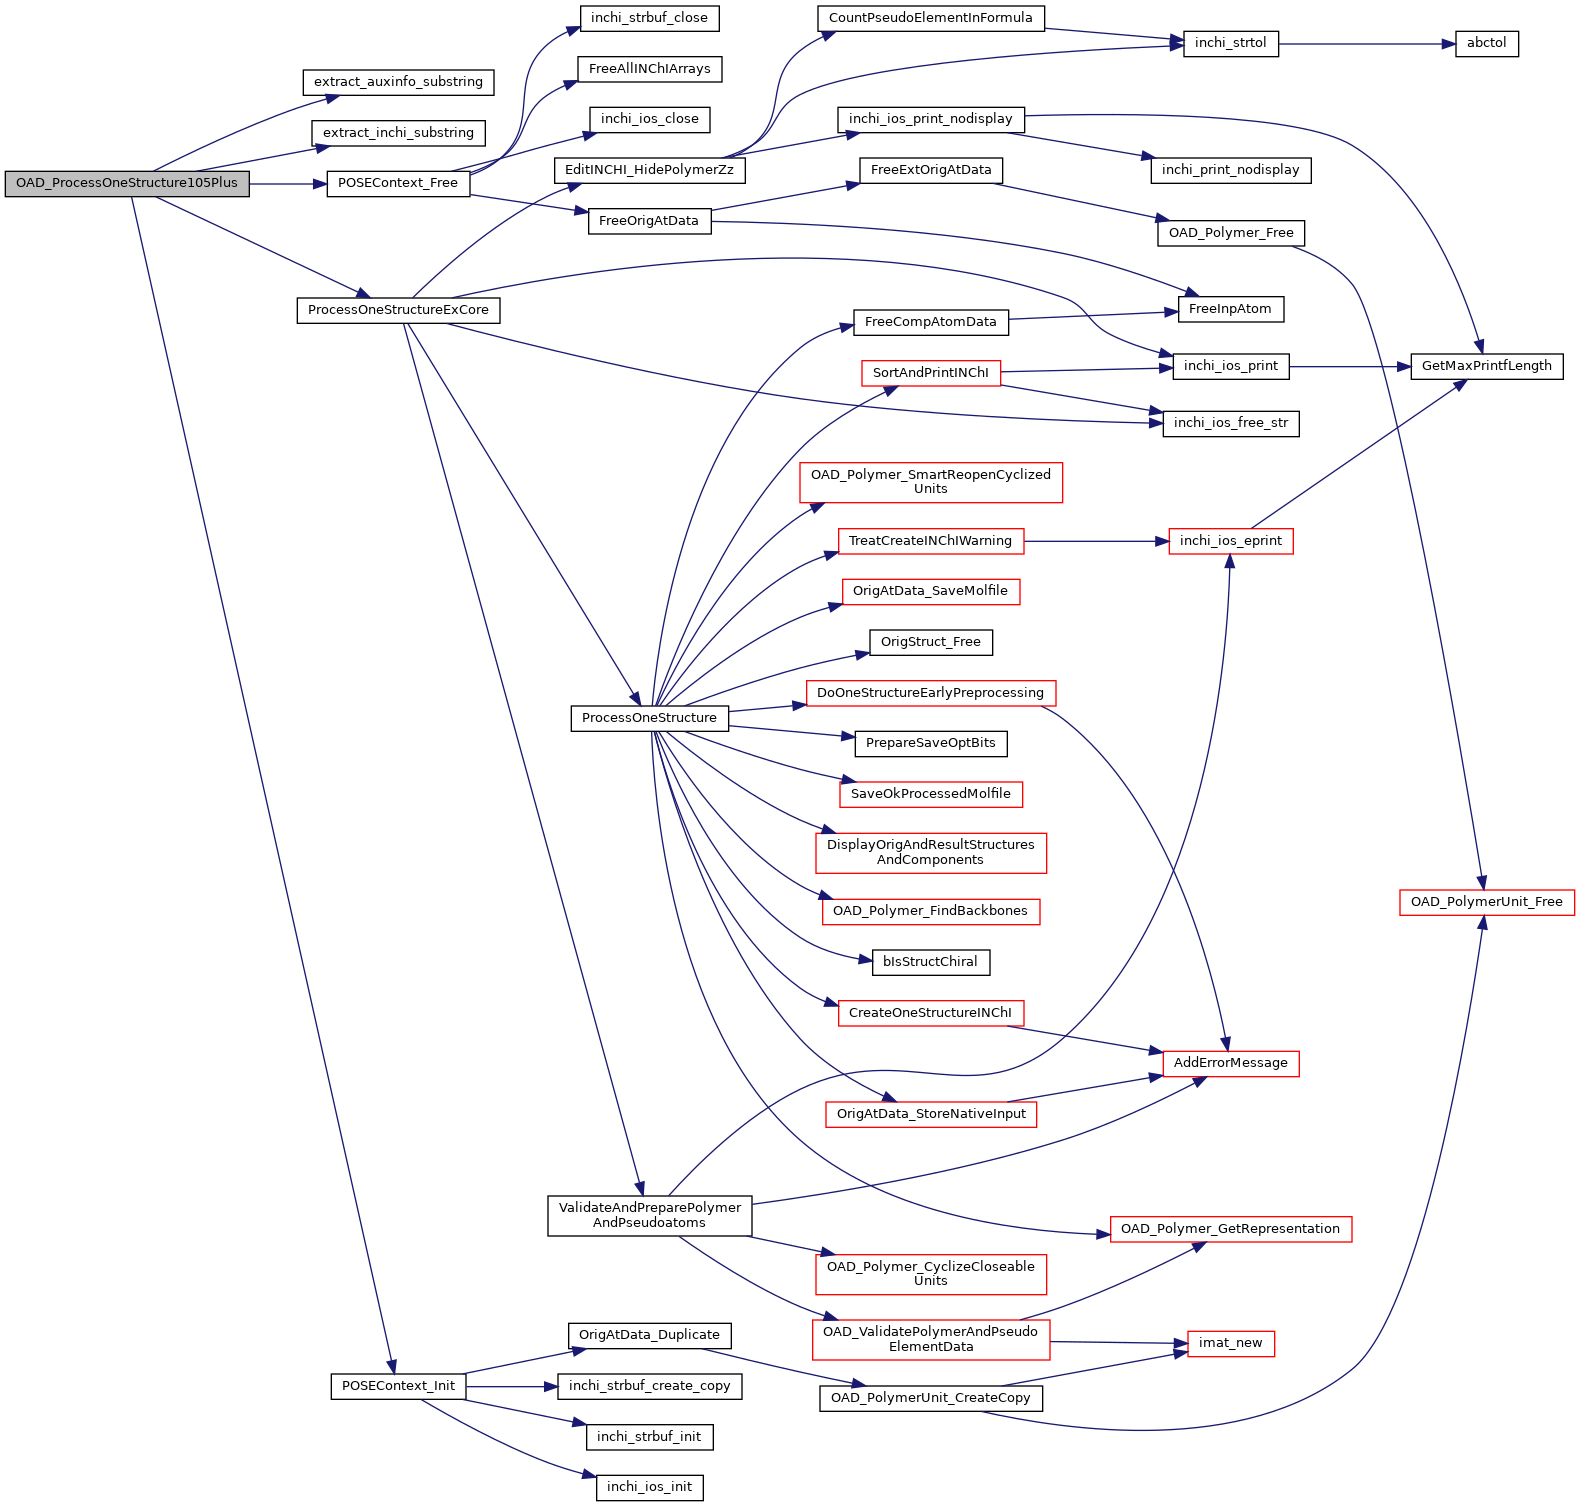 OAD_ProcessOneStructure105Plus
extract_auxinfo_substring
extract_inchi_substring
POSEContext_Free
ProcessOneStructureExCore
POSEContext_Init
inchi_strbuf_close
FreeAllINChIArrays
inchi_ios_close
EditINCHI_HidePolymerZz
FreeOrigAtData
ProcessOneStructure
ValidateAndPreparePolymer
AndPseudoatoms
OrigAtData_Duplicate
inchi_strbuf_create_copy
inchi_strbuf_init
inchi_ios_init
CountPseudoElementInFormula
inchi_ios_print_nodisplay
FreeExtOrigAtData
FreeCompAtomData
SortAndPrintINChI
OAD_Polymer_SmartReopenCyclized
Units
TreatCreateINChIWarning
OrigAtData_SaveMolfile
OrigStruct_Free
DoOneStructureEarlyPreprocessing
PrepareSaveOptBits
SaveOkProcessedMolfile
DisplayOrigAndResultStructures
AndComponents
OAD_Polymer_FindBackbones
bIsStructChiral
CreateOneStructureINChI
OrigAtData_StoreNativeInput
OAD_Polymer_CyclizeCloseable
Units
OAD_ValidatePolymerAndPseudo
ElementData
OAD_PolymerUnit_CreateCopy
inchi_strtol
inchi_print_nodisplay
OAD_Polymer_Free
FreeInpAtom
inchi_ios_print
inchi_ios_free_str
inchi_ios_eprint
AddErrorMessage
OAD_Polymer_GetRepresentation
imat_new
abctol
GetMaxPrintfLength
OAD_PolymerUnit_Free